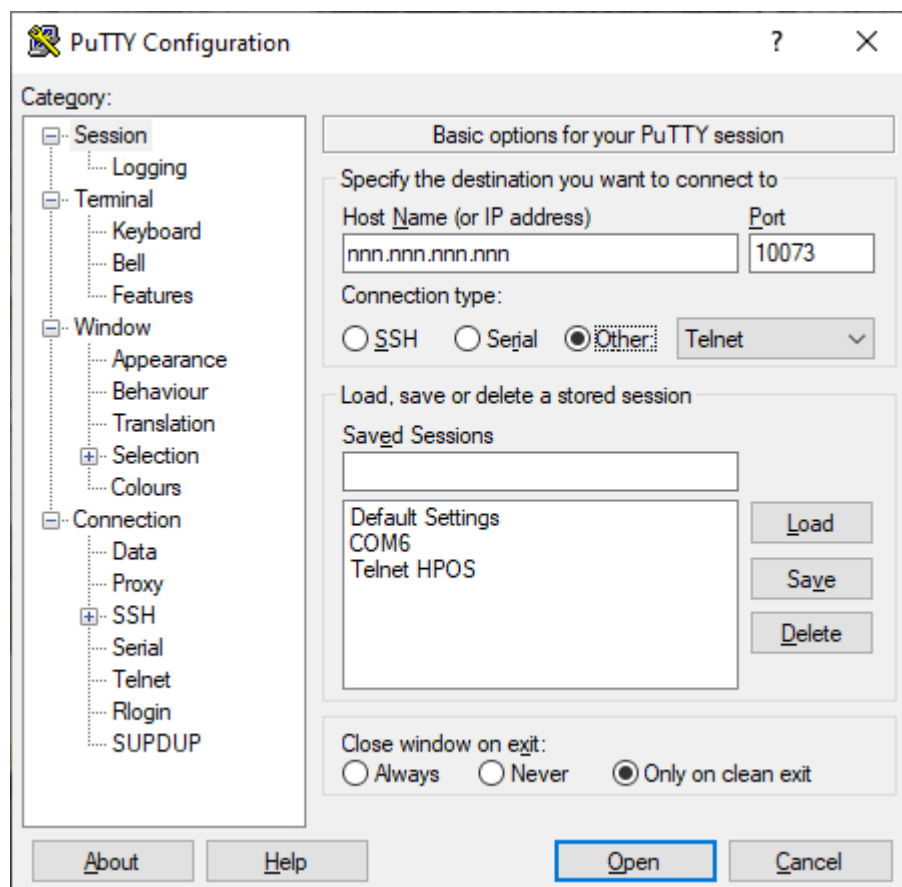 PuTTY Configuration
?
Category:
Session
Logging
Terminal
Keyboard
Bell
Features
Window
Appearance
Behaviour
Translation
Selection
Colours
Connection
Data
Proxy
SSH
Serial
Telnet
Rlogin
SUPDUP
Basic options for your PuTTY session
Specify the destination you want to connect to
Host Name (or IP address) Port
nnn.nnn.nnn.nnn 10073
Connection type:
SSH Serial Other: Telnet
Load, save or delete a stored session
Saved Sessions
Default Settings
COM6
Telnet HPOS
Load
Save
Delete
Close window on exit:
Always Never Only on clean exit
About Help Open Cancel